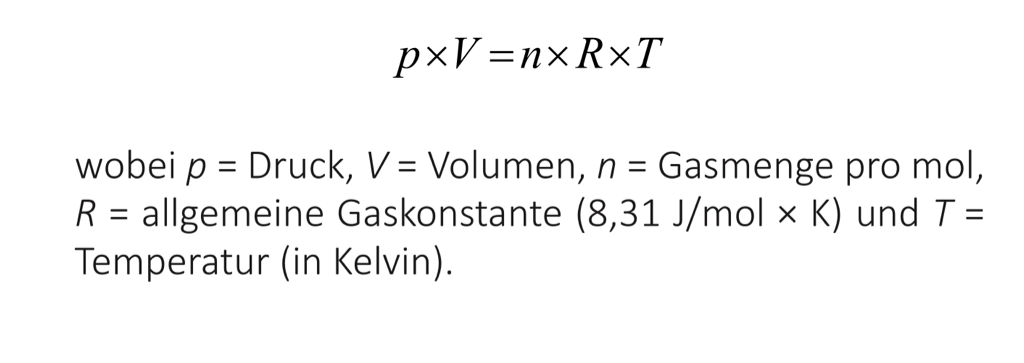 p×V=n×R×T
wobei p = Druck, V = Volumen, n = Gasmenge pro mol,
R = allgemeine Gaskonstante (8,31 J/mol × K) und T =
Temperatur (in Kelvin).